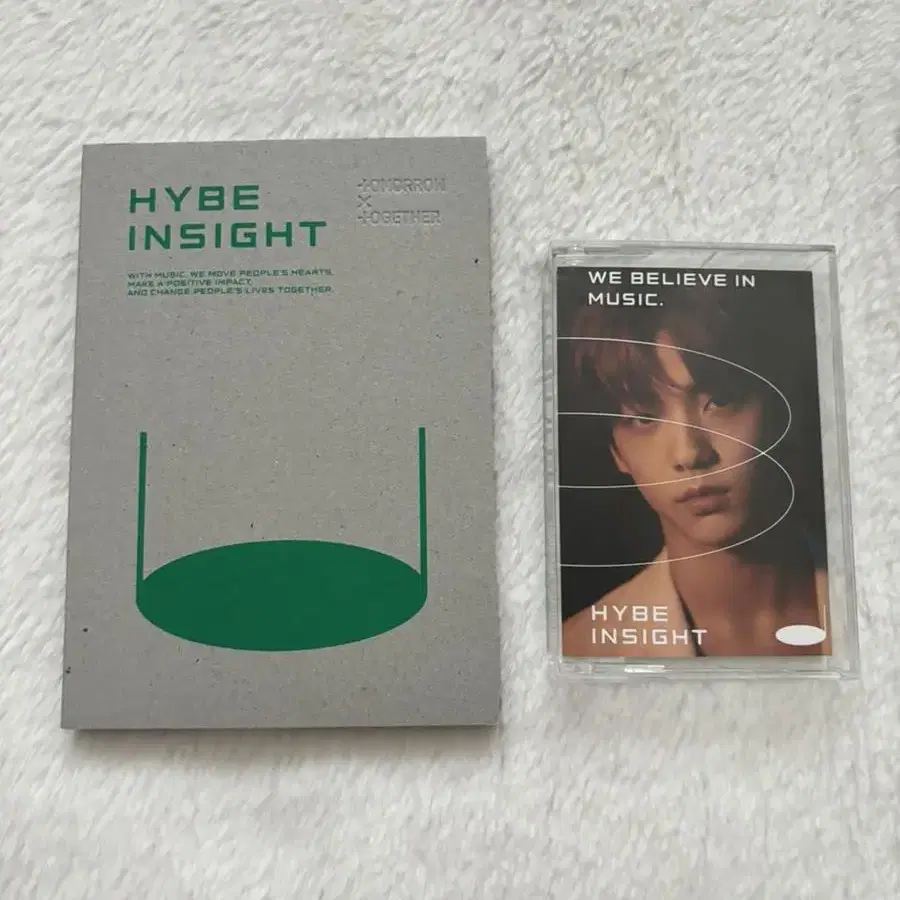 HYBE
INSIGHT
TOMORROW
X
TOGETHER
WITH MUSIC, WE MOVE PEOPLE'S HEARTS,
MAKE A POSITIVE IMPACT,
AND CHANGE PEOPLE'S LIVES TOGETHER.
WE BELIEVE IN
MUSIC.
HYBE
INSIGHT